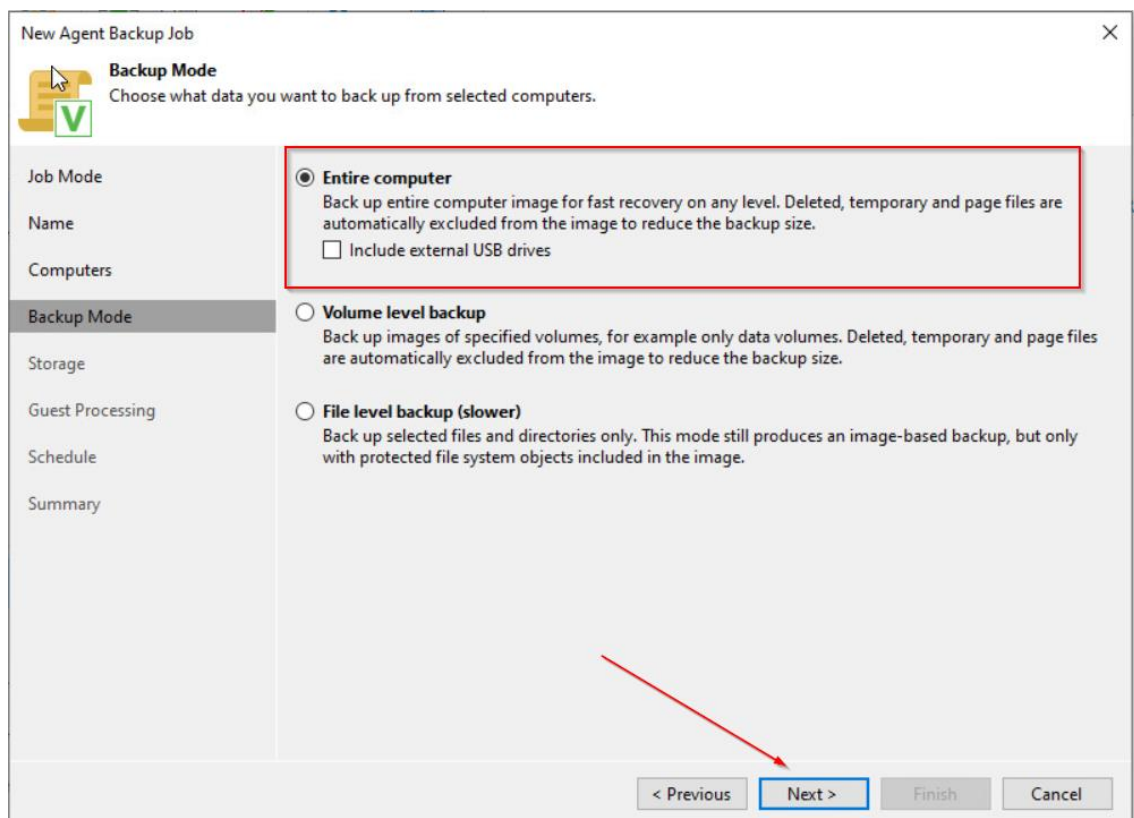 New Agent Backup Job
Backup Mode
Choose what data you want to back up from selected computers.
V
Job Mode
Name
Computers
Backup Mode
Storage
Guest Processing
Schedule
Summary
Entire computer
Back up entire computer image for fast recovery on any level. Deleted, temporary and page files are
automatically excluded from the image to reduce the backup size.
Include external USB drives
Volume level backup
Back up images of specified volumes, for example only data volumes. Deleted, temporary and page files
are automatically excluded from the image to reduce the backup size.
File level backup (slower)
Back up selected files and directories only. This mode still produces an image-based backup, but only
with protected file system objects included in the image.
< Previous
Next >
Finish
Cancel